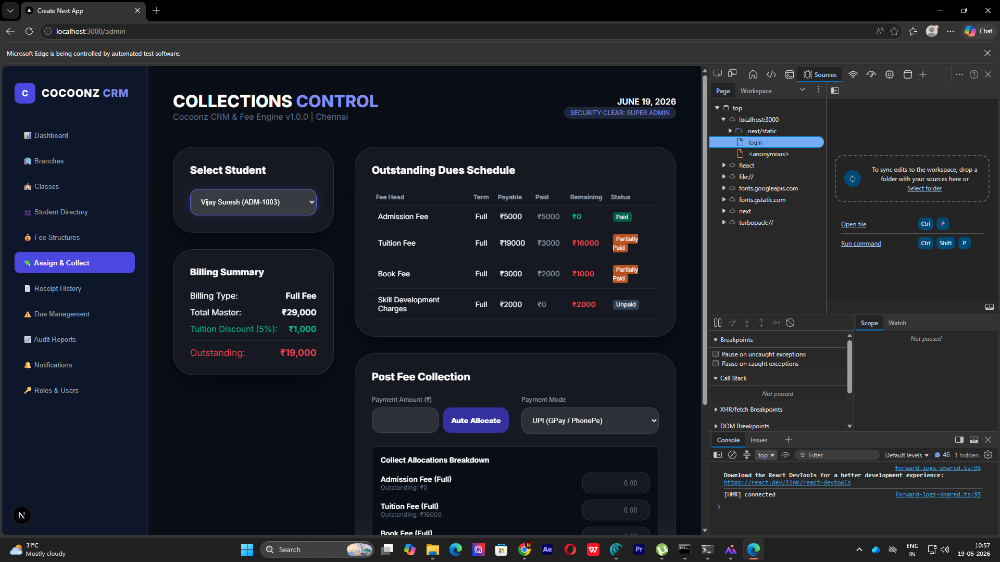 Create Next App
localhost:3000/admin
Chat
Microsoft Edge is being controlled by automated test software.
C
COCOONZ CRM
Dashboard
Branches
Classes
Student Directory
Fee Structures
Assign & Collect
Receipt History
Due Management
Audit Reports
Notifications
Roles & Users
N
COLLECTIONS CONTROL
Cocoonz CRM & Fee Engine v1.0.0 | Chennai
JUNE 19, 2026
SECURITY CLEAR: SUPER ADMIN
Select Student
Vijay Suresh (ADM-1003)
Billing Summary
Billing Type: Full Fee
Total Master: ₹29,000
Tuition Discount (5%): ₹1,000
Outstanding: ₹19,000
Outstanding Dues Schedule
Fee Head Term Payable Paid Remaining Status
Admission Fee Full ₹5000 ₹5000 ₹0 Paid
Tuition Fee Full ₹19000 ₹3000 ₹16000 Partially
Paid
Book Fee Full ₹3000 ₹2000 ₹1000 Partially
Paid
Skill Development
Charges Full ₹2000 ₹0 ₹2000 Unpaid
Post Fee Collection
Payment Amount (₹) Payment Mode
Auto Allocate UPI (GPay / PhonePe)
Collect Allocations Breakdown
Admission Fee (Full)
Outstanding: ₹0
0.00
Tuition Fee (Full)
Outstanding: ₹16000
0.00
Book Fee (Full)
Sources
Page Workspace
top
localhost:3000
_next/static
login
<anonymous>
React
file://
fonts.googleapis.com
fonts.gstatic.com
next
turbopack://
To sync edits to the workspace, drop a
folder with your sources here or
Select folder
Open file Ctrl P
Run command Ctrl Shift P
Breakpoints
Pause on uncaught exceptions
Pause on caught exceptions
Call Stack
Not paused
XHR/fetch Breakpoints
DOM Breakpoints
Scope Watch
Not paused
Console Issues
top Filter Default levels 46 1 hidden
forward-logs-shared.ts:95
Download the React DevTools for a better development experience:
https://react.dev/link/react-devtools
[HMR] connected forward-logs-shared.ts:95
31°C
Mostly cloudy
Search
Ae
Pr
ENG
IN
10:57
19-06-2026